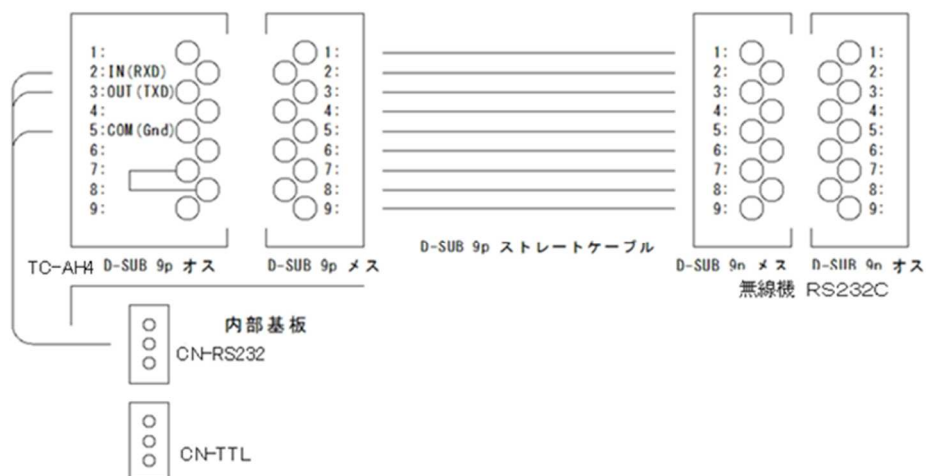 1:
2:IN(RXD)
3:OUT(TXD)
4:
5:COM(Gnd)
6:
7:
8:
9:
1:
2:
3:
4:
5:
6:
7:
8:
9:
1:
2:
3:
4:
5:
6:
7:
8:
9:
1:
2:
3:
4:
5:
6:
7:
8:
9:
TC-AH4 D-SUB 9p オス
D-SUB 9p メス
D-SUB 9p ストレートケーブル
D-SUB 9p メス
D-SUB 9p オス
無線機 RS232C
内部基板
CN-RS232
CN-TTL